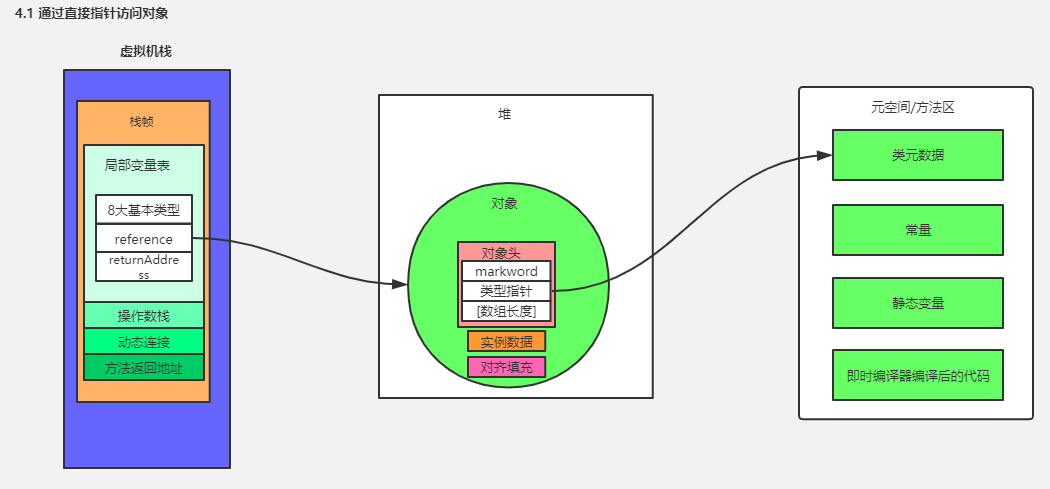 4.1 通过直接指针访问对象
虚拟机栈
栈帧
局部变量表
8大基本类型
reference
returnAddre
ss
操作数栈
动态连接
方法返回地址
堆
对象
对象头
markword
类型指针
[数组长度]
实例数据
对齐填充
元空间/方法区
类元数据
常量
静态变量
即时编译器编译后的代码